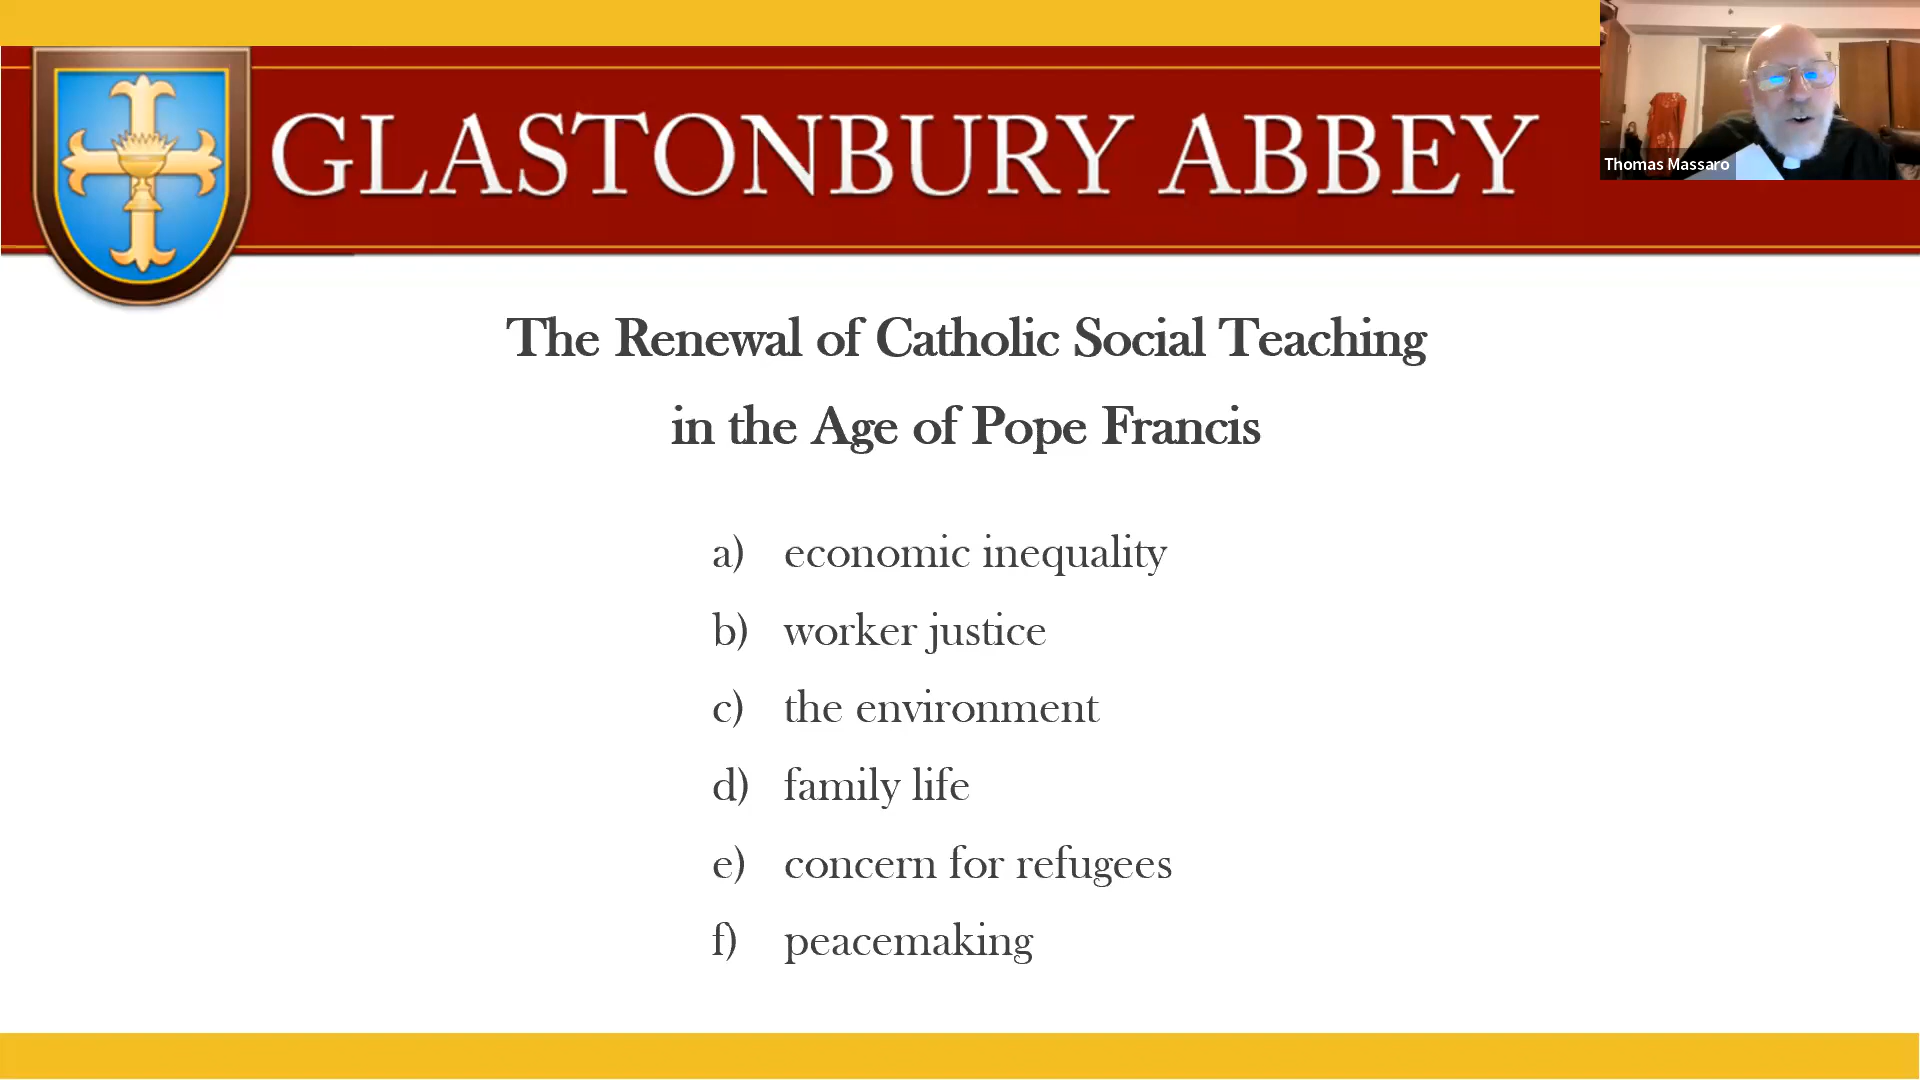 GLASTONBURY ABBEY
Thomas Massaro
The Renewal of Catholic Social Teaching
in the Age of Pope Francis
a) economic inequality
b) worker justice
c) the environment
d) family life
e) concern for refugees
f) peacemaking